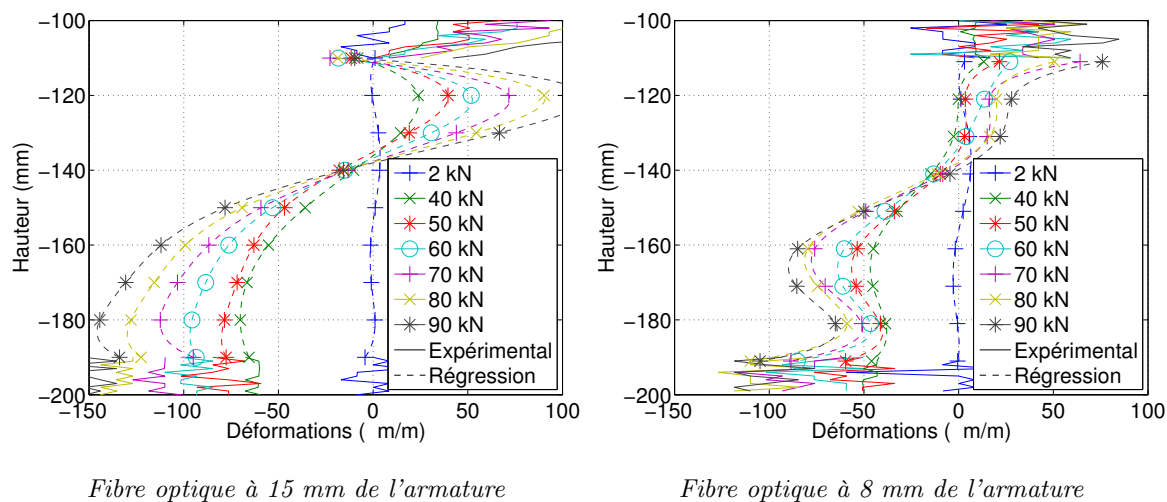 −100
−120
−140
−160
−180
−200
Hauteur (mm)
−150 −100 −50 0 50 100
Déformations ( m/m)
2 kN
40 kN
50 kN
60 kN
70 kN
80 kN
90 kN
Expérimental
Régression
Fibre optique à 15 mm de l'armature
−100
−120
−140
−160
−180
−200
Hauteur (mm)
−150 −100 −50 0 50 100
Déformations ( m/m)
2 kN
40 kN
50 kN
60 kN
70 kN
80 kN
90 kN
Expérimental
Régression
Fibre optique à 8 mm de l'armature